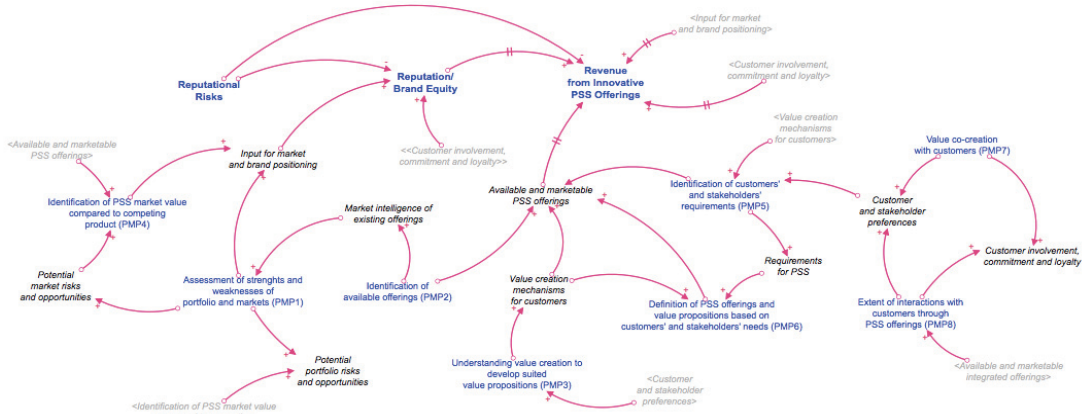 <Input for market
and brand positioning>
Reputational
Risks
Reputation/
Brand Equity
Revenue
from Innovative
PSS Offerings
<Customer involvement,
commitment and loyalty>
<Available and marketable
PSS offerings>
Input for market
and brand positioning
<<Customer involvement,
commitment and loyalty>>
<Value creation
mechanisms
for customers>
Value co-creation
with customers (PMP7)
Identification of PSS market value
compared to competing
product (PMP4)
Market intelligence of
existing offerings
Available and marketable
PSS offerings
Identification of customers'
and stakeholders'
requirements (PMP5)
Customer
and stakeholder
preferences
Potential
market risks
and opportunities
Assessment of strenghts and
weaknesses of
portfolio and markets (PMP1)
Identification of
available offerings (PMP2)
Value creation
mechanisms
for customers
Requirements
for PSS
Customer involvement,
commitment and loyalty
Definition of PSS offerings and
value propositions based on
customers' and stakeholders' needs (PMP6)
Extent of interactions with
customers through
PSS offerings (PMP8)
Potential
portfolio risks
and opportunities
Understanding value creation to
develop suited
value propositions (PMP3)
<Customer
and stakeholder
preferences>
<Available and marketable
integrated offerings>
<Identification of PSS market value